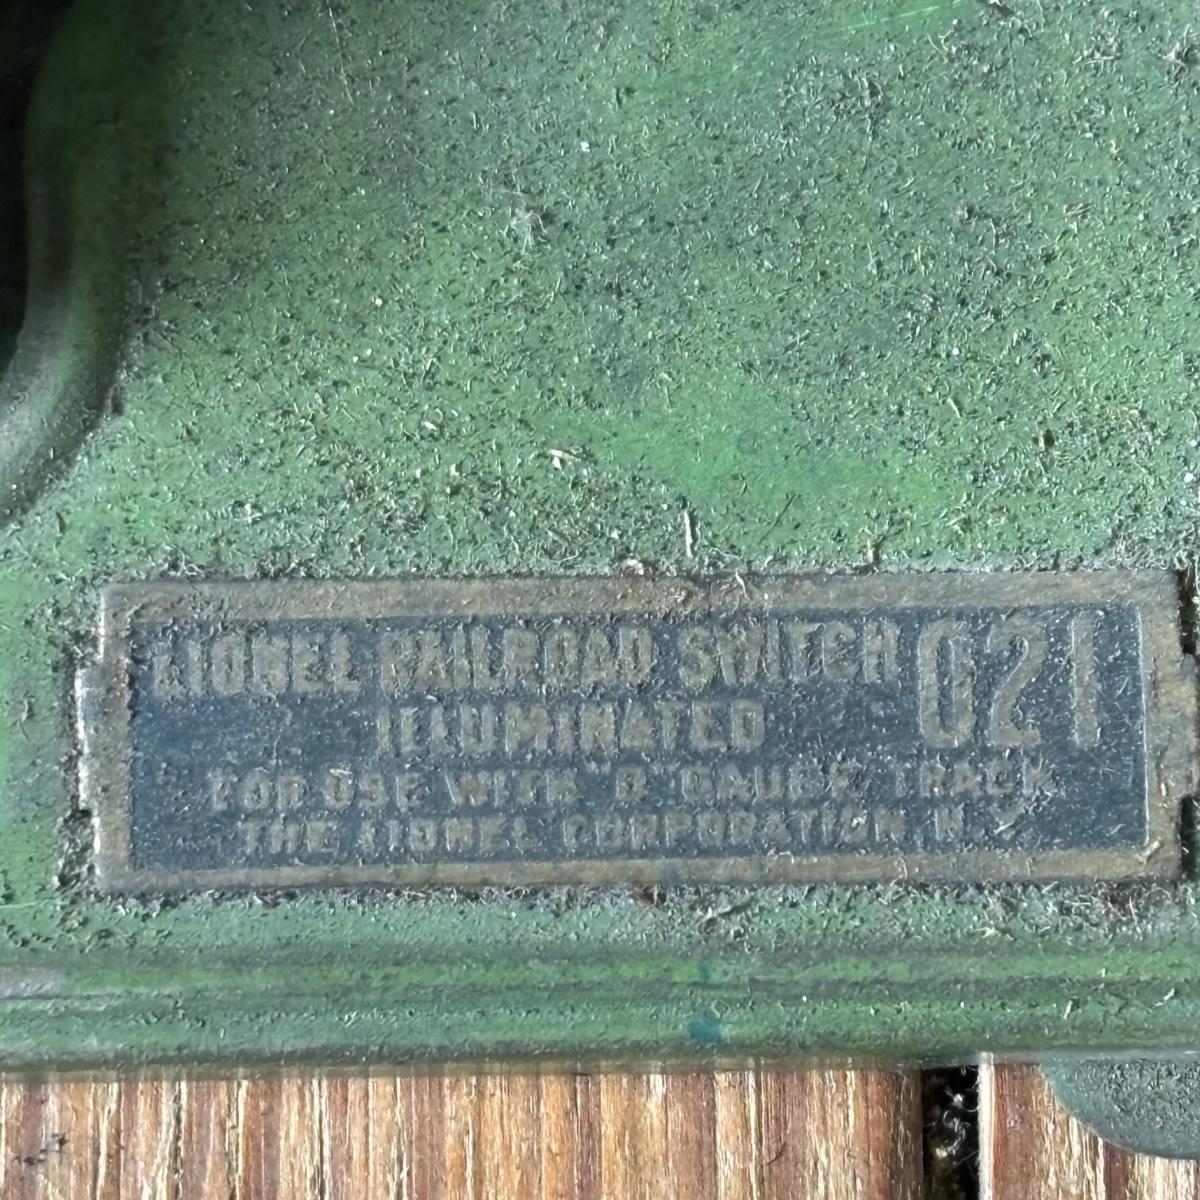 LIONEL RAILROAD SWITCH 021
ILLUMINATED
FOR USE WITH "O" GAUGE TRACK
THE LIONEL CORPORATION, N.Y.